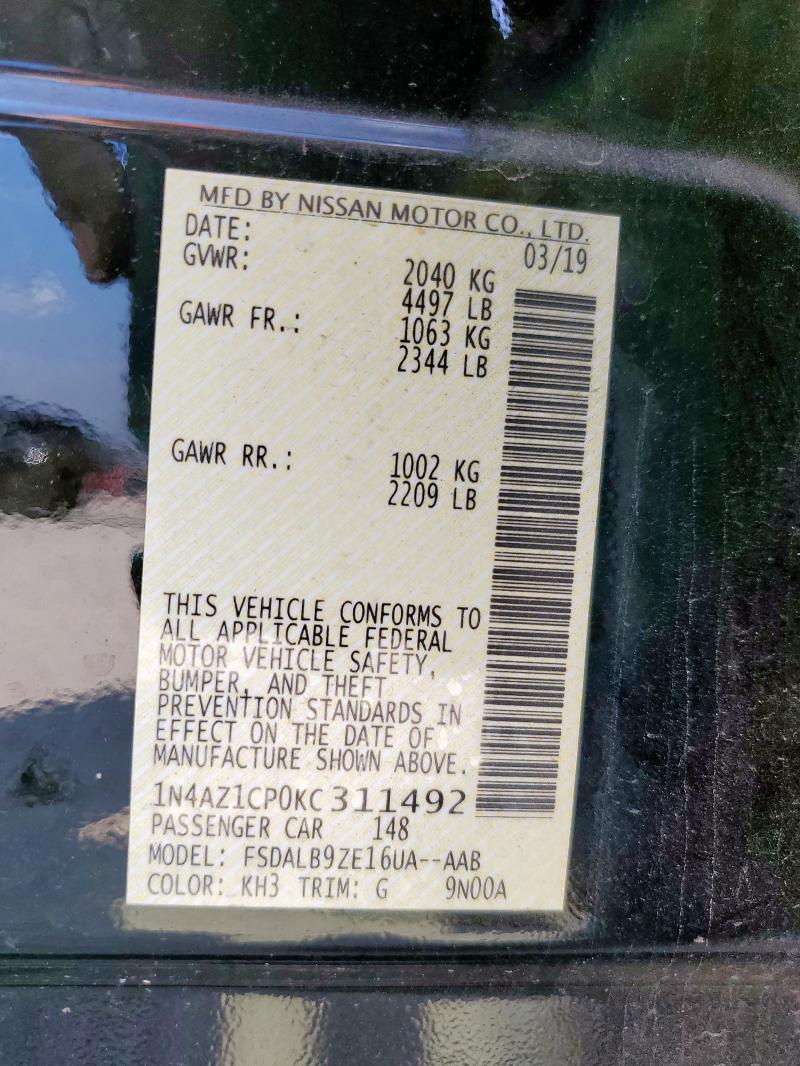 MFD BY NISSAN MOTOR CO., LTD.
DATE: 03/19
GVWR: 2040 KG
4497 LB
GAWR FR.: 1063 KG
2344 LB
GAWR RR.: 1002 KG
2209 LB
THIS VEHICLE CONFORMS TO
ALL APPLICABLE FEDERAL
MOTOR VEHICLE SAFETY,
BUMPER, AND THEFT
PREVENTION STANDARDS IN
EFFECT ON THE DATE OF
MANUFACTURE SHOWN ABOVE.
1N4AZ1CP0KC311492
PASSENGER CAR 148
MODEL: FSDALB9ZE16UA--AAB
COLOR: KH3 TRIM: G 9N00A